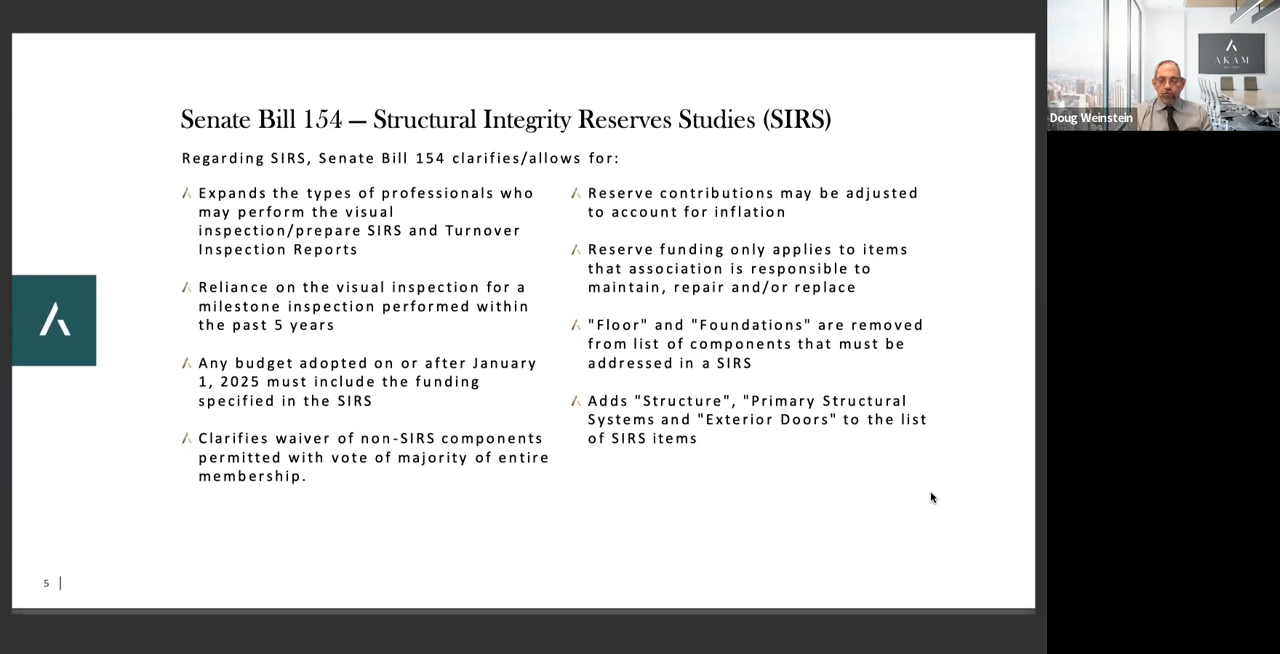 Senate Bill 154 — Structural Integrity Reserves Studies (SIRS)
Regarding SIRS, Senate Bill 154 clarifies/allows for:
Expands the types of professionals who
may perform the visual
inspection/prepare SIRS and Turnover
Inspection Reports
Reliance on the visual inspection for a
milestone inspection performed within
the past 5 years
Any budget adopted on or after January
1, 2025 must include the funding
specified in the SIRS
Clarifies waiver of non-SIRS components
permitted with vote of majority of entire
membership.
Reserve contributions may be adjusted
to account for inflation
Reserve funding only applies to items
that association is responsible to
maintain, repair and/or replace
"Floor" and "Foundations" are removed
from list of components that must be
addressed in a SIRS
Adds "Structure", "Primary Structural
Systems and "Exterior Doors" to the list
of SIRS items
5 |
AKAM
Doug Weinstein